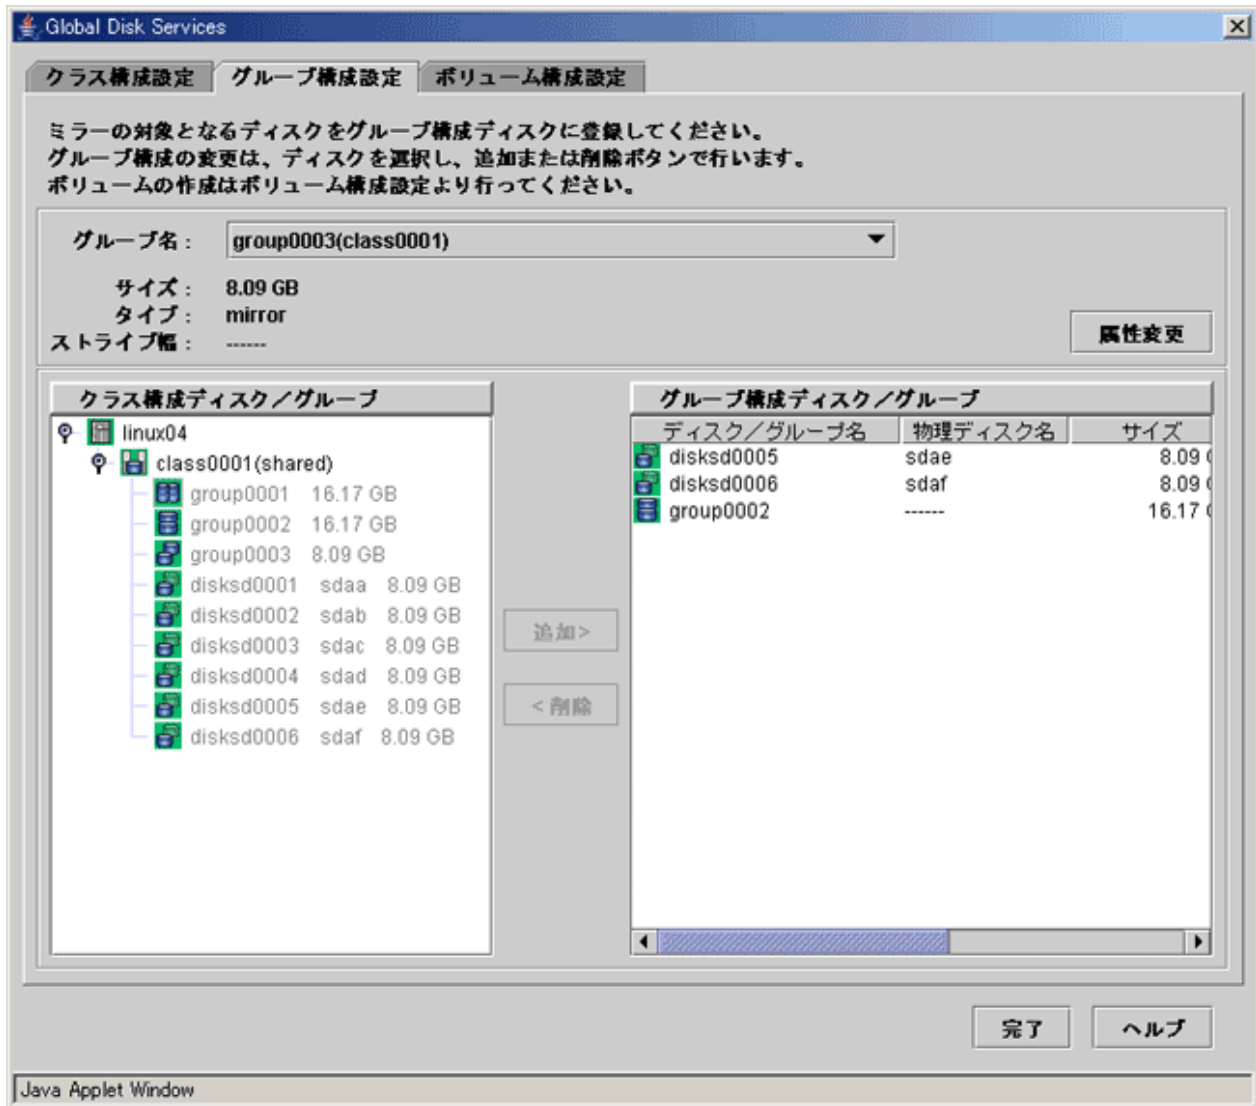 Global Disk Services
クラス構成設定 グループ構成設定 ボリューム構成設定
ミラーの対象となるディスクをグループ構成ディスクに登録してください。
グループ構成の変更は、ディスクを選択し、追加または削除ボタンで行います。
ボリュームの作成はボリューム構成設定より行ってください。
グループ名： group0003(class0001)
サイズ： 8.09 GB
タイプ： mirror
ストライプ幅： ------
属性変更
クラス構成ディスク／グループ
linux04
class0001(shared)
group0001 16.17 GB
group0002 16.17 GB
group0003 8.09 GB
disksd0001 sdaa 8.09 GB
disksd0002 sdab 8.09 GB
disksd0003 sdac 8.09 GB
disksd0004 sdad 8.09 GB
disksd0005 sdae 8.09 GB
disksd0006 sdaf 8.09 GB
追加>
< 削除
グループ構成ディスク／グループ
ディスク／グループ名 物理ディスク名 サイズ
disksd0005 sdae 8.09
disksd0006 sdaf 8.09
group0002 ------ 16.17
完了 ヘルプ
Java Applet Window